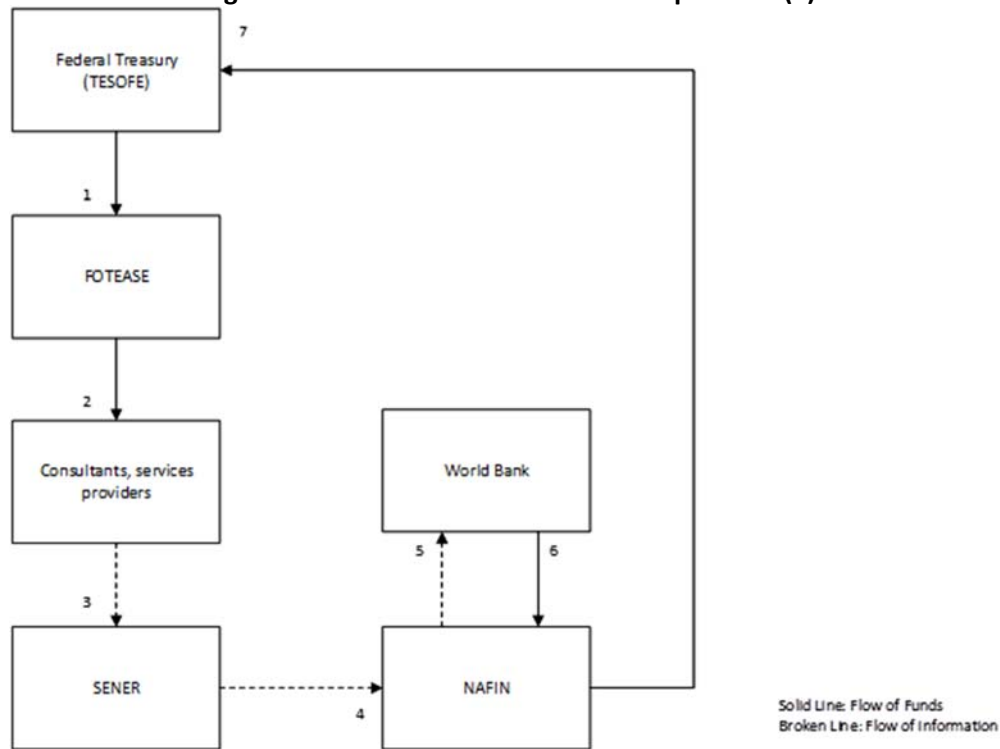 7
Federal Treasury
(TESOFE)
1
FOTEASE
2
Consultants, services
providers
World Bank
5
6
3
SENER
NAFIN
4
Solid Line: Flow of Funds
Broken Line: Flow of Information